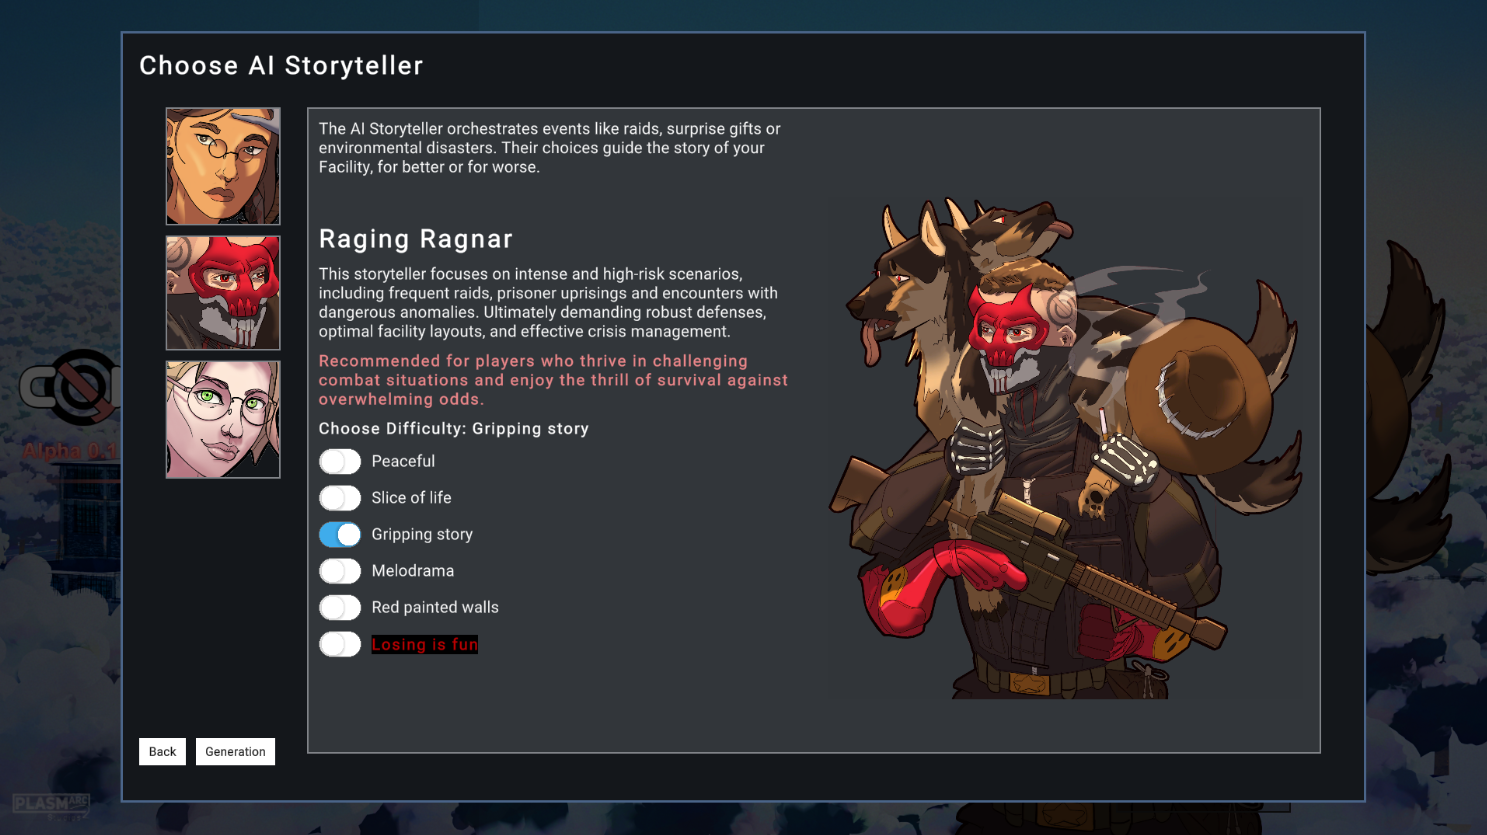 Choose AI Storyteller
The AI Storyteller orchestrates events like raids, surprise gifts or
environmental disasters. Their choices guide the story of your
Facility, for better or for worse.
Raging Ragnar
This storyteller focuses on intense and high-risk scenarios,
including frequent raids, prisoner uprisings and encounters with
dangerous anomalies. Ultimately demanding robust defenses,
optimal facility layouts, and effective crisis management.
Recommended for players who thrive in challenging
combat situations and enjoy the thrill of survival against
overwhelming odds.
Choose Difficulty: Gripping story
Peaceful
Slice of life
Gripping story
Melodrama
Red painted walls
Losing is fun
Alpha 0.1
Back
Generation